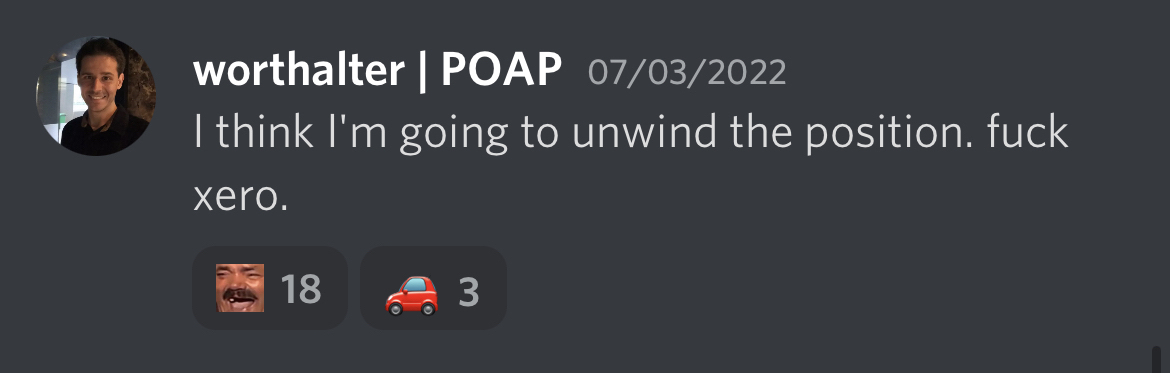 worthalter | POAP 07/03/2022
I think I'm going to unwind the position. fuck
xero.
18 3